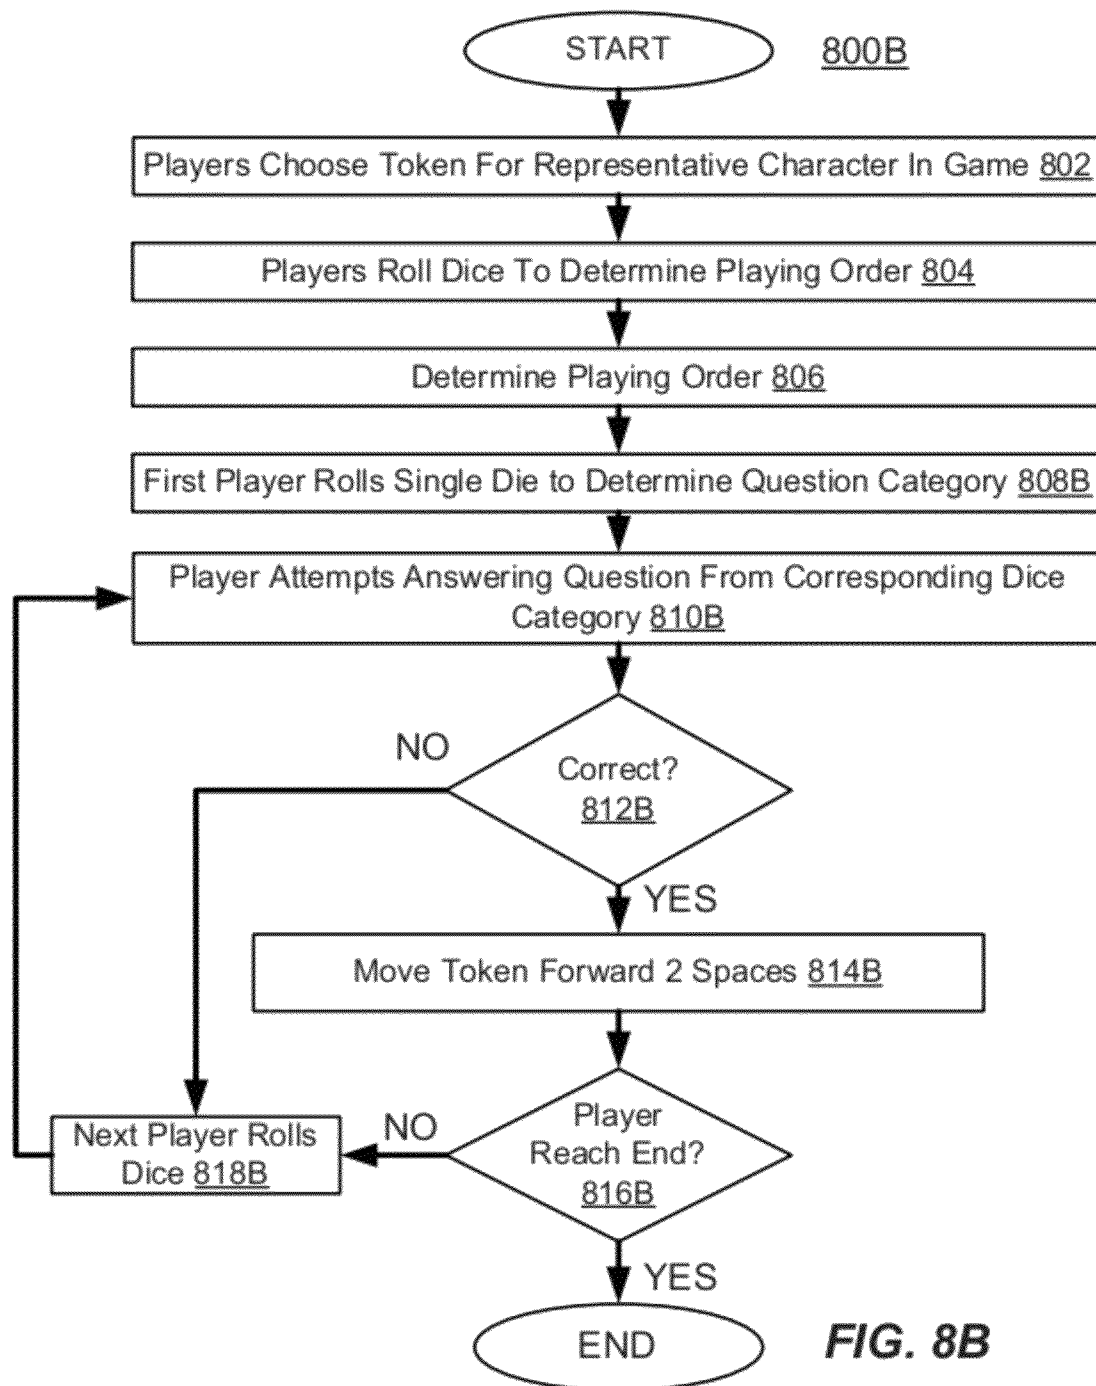 START
800B
Players Choose Token For Representative Character In Game 802
Players Roll Dice To Determine Playing Order 804
Determine Playing Order 806
First Player Rolls Single Die to Determine Question Category 808B
Player Attempts Answering Question From Corresponding Dice
Category 810B
NO
Correct?
812B
YES
Move Token Forward 2 Spaces 814B
Player
Reach End?
816B
NO
Next Player Rolls
Dice 818B
YES
END
FIG. 8B